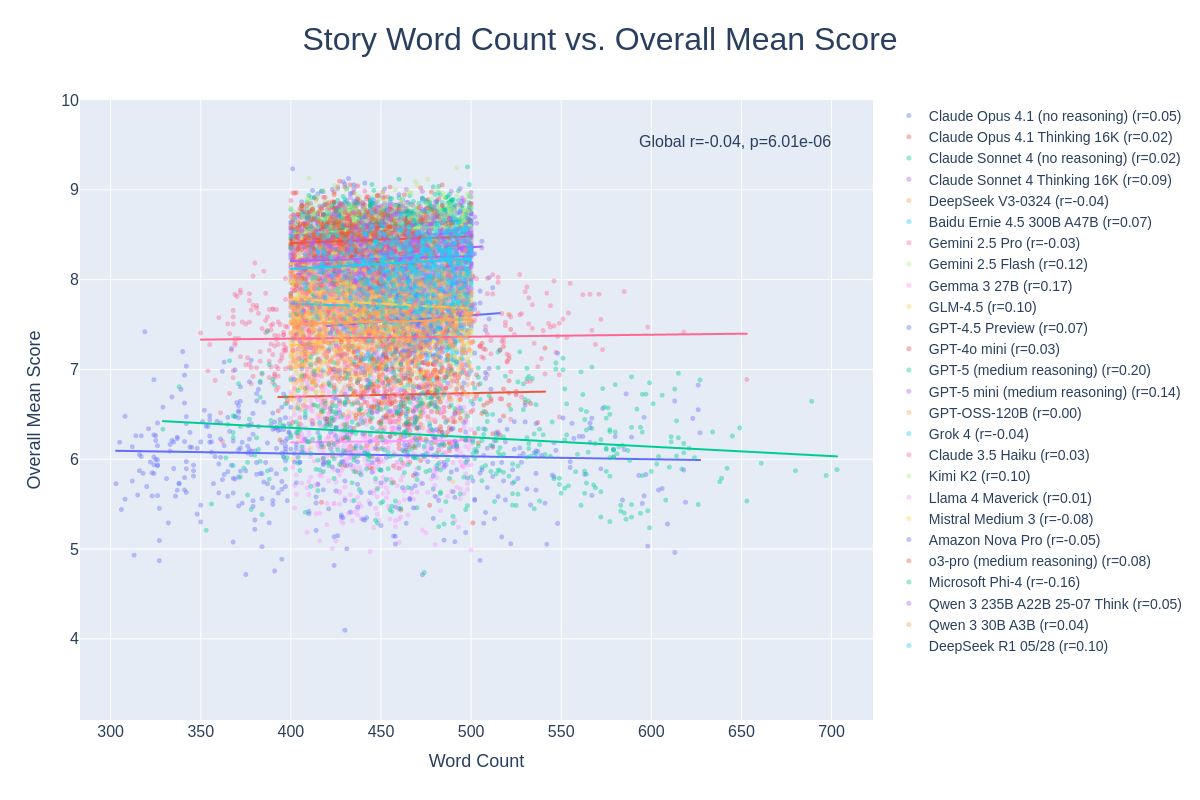 Story Word Count vs. Overall Mean Score
10
9
8
7
6
5
4
Overall Mean Score
Global r=-0.04, p=6.01e-06
300 350 400 450 500 550 600 650 700
Word Count
Claude Opus 4.1 (no reasoning) (r=0.05)
Claude Opus 4.1 Thinking 16K (r=0.02)
Claude Sonnet 4 (no reasoning) (r=0.02)
Claude Sonnet 4 Thinking 16K (r=0.09)
DeepSeek V3-0324 (r=-0.04)
Baidu Ernie 4.5 300B A47B (r=0.07)
Gemini 2.5 Pro (r=-0.03)
Gemini 2.5 Flash (r=0.12)
Gemma 3 27B (r=0.17)
GLM-4.5 (r=0.10)
GPT-4.5 Preview (r=0.07)
GPT-4o mini (r=0.03)
GPT-5 (medium reasoning) (r=0.20)
GPT-5 mini (medium reasoning) (r=0.14)
GPT-OSS-120B (r=0.00)
Grok 4 (r=-0.04)
Claude 3.5 Haiku (r=0.03)
Kimi K2 (r=0.10)
Llama 4 Maverick (r=0.01)
Mistral Medium 3 (r=-0.08)
Amazon Nova Pro (r=-0.05)
o3-pro (medium reasoning) (r=0.08)
Microsoft Phi-4 (r=-0.16)
Qwen 3 235B A22B 25-07 Think (r=0.05)
Qwen 3 30B A3B (r=0.04)
DeepSeek R1 05/28 (r=0.10)